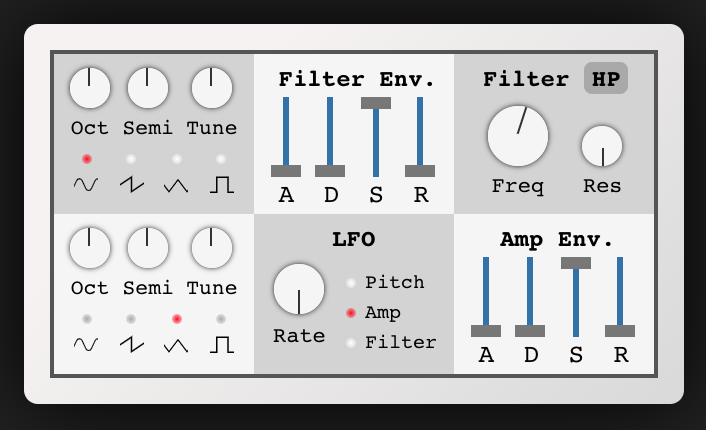 Oct Semi Tune
Filter Env.
A D S R
Filter HP
Freq Res
Oct Semi Tune
LFO
Rate
Pitch
Amp
Filter
Amp Env.
A D S R